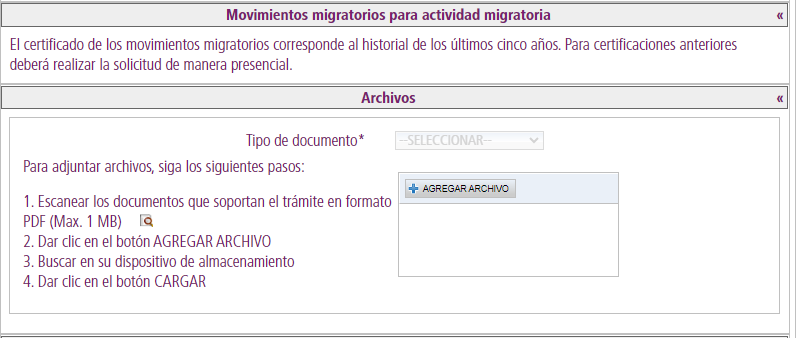 Movimientos migratorios para actividad migratoria «
El certificado de los movimientos migratorios corresponde al historial de los últimos cinco años. Para certificaciones anteriores
deberá realizar la solicitud de manera presencial.
Archivos «
Tipo de documento* --SELECCIONAR--
Para adjuntar archivos, siga los siguientes pasos:
AGREGAR ARCHIVO
1. Escanear los documentos que soportan el trámite en formato
PDF (Max. 1 MB)
2. Dar clic en el botón AGREGAR ARCHIVO
3. Buscar en su dispositivo de almacenamiento
4. Dar clic en el botón CARGAR